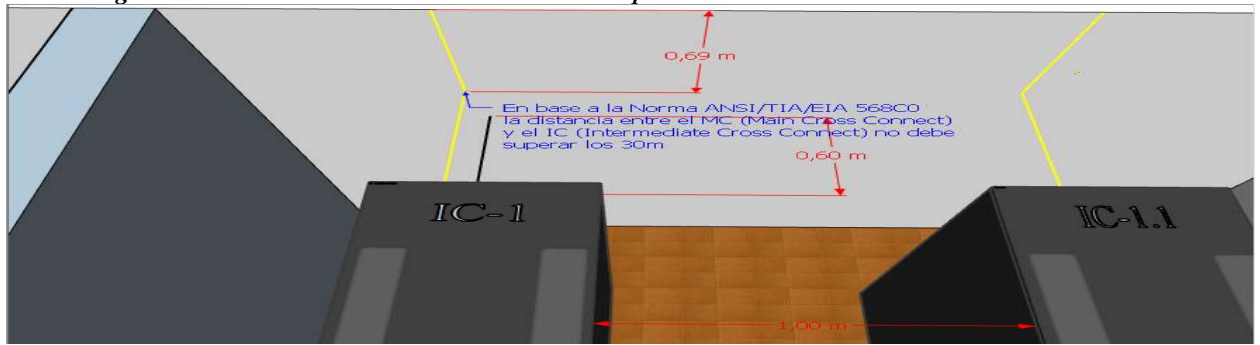 0,69 m
En base a la Norma ANSI/TIA/EIA 568C0
la distancia entre el MC (Main Cross Connect)
y el IC (Intermediate Cross Connect) no debe
superar los 30m
0,60 m
IC-1
IC-1.1
1,00 m